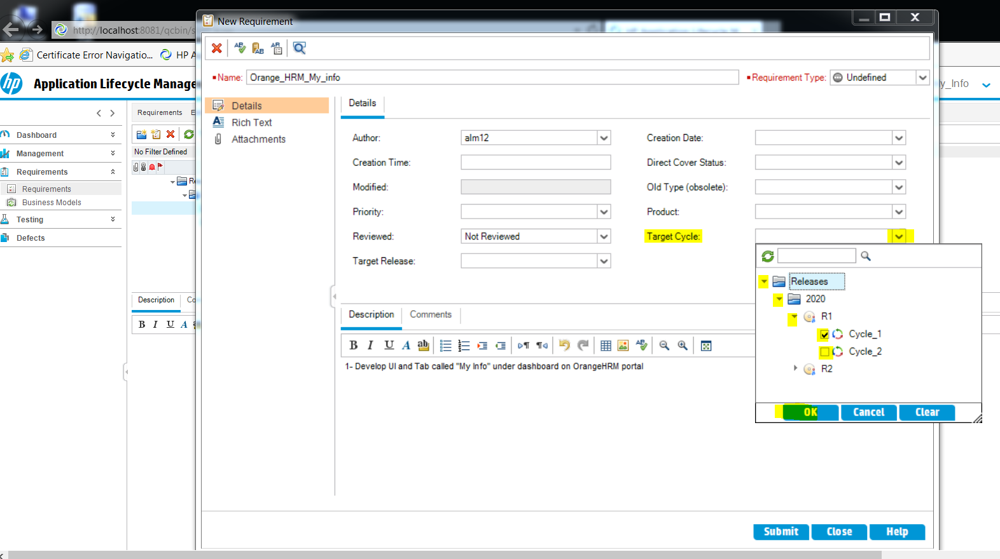 New Requirement
http://localhost:8081/qcbin/s
Certificate Error Navigatio...
HP A
Name:
Orange_HRM_My_info
Requirement Type:
Undefined
hp
Application Lifecycle Manage
y_Info
Details
Rich Text
Attachments
Details
Requirements
E
Dashboard
Management
Requirements
Requirements
Business Models
Testing
Defects
No Filter Defined
Re
Author:
alm12
Creation Date:
Creation Time:
Direct Cover Status:
Modified:
Old Type (obsolete):
Priority:
Product:
Reviewed:
Not Reviewed
Target Cycle:
Target Release:
Releases
2020
R1
Cycle_1
Cycle_2
R2
OK
Cancel
Clear
Description
Co
B I U A
Description
Comments
B I U A ab
1- Develop UI and Tab called "My Info" under dashboard on OrangeHRM portal
Submit
Close
Help